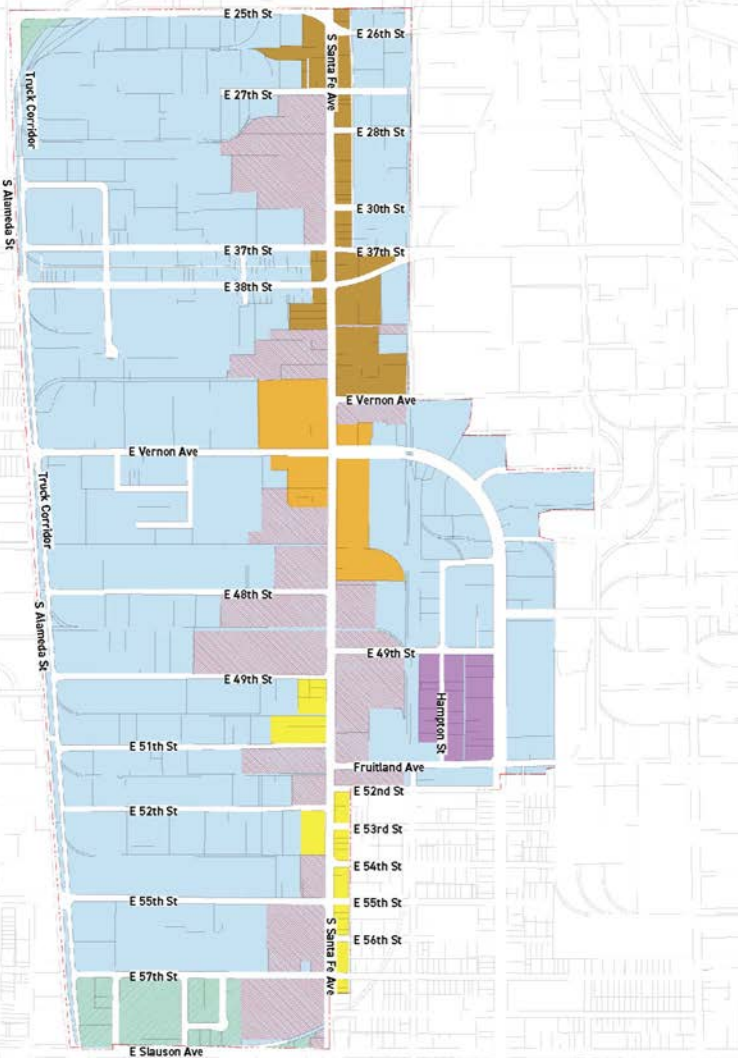 E 25th St
E 26th St
S Santa Fe Ave
Truck Corridor
E 27th St
E 28th St
S Alameda St
E 30th St
E 37th St
E 37th St
E 38th St
E Vernon Ave
E Vernon Ave
Truck Corridor
E 48th St
S Alameda St
E 49th St
E 49th St
Hampton St
E 51th St
Fruitland Ave
E 52nd St
E 52th St
E 53rd St
E 54th St
E 55th St
E 55th St
S Santa Fe Ave
E 56th St
E 57th St
E Slauson Ave